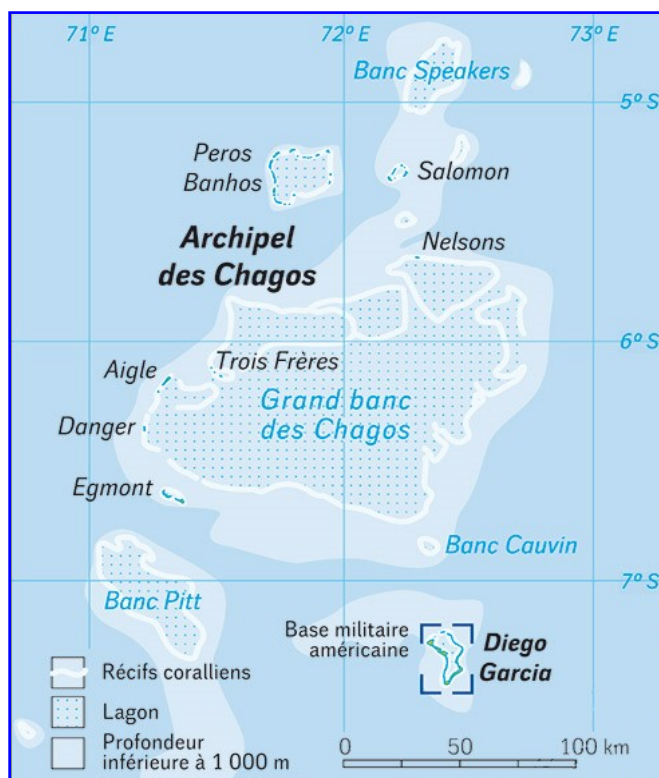 71° E
72° E
73° E
Banc Speakers
5° S
Peros
Banhos
Salomon
Archipel
des Chagos
Nelsons
6° S
Aigle
Trois Frères
Grand banc
des Chagos
Danger
Egmont
Banc Cauvin
7° S
Banc Pitt
Base militaire
américaine
Diego
Garcia
Récifs coralliens
Lagon
Profondeur
inférieure à 1 000 m
0 50 100 km